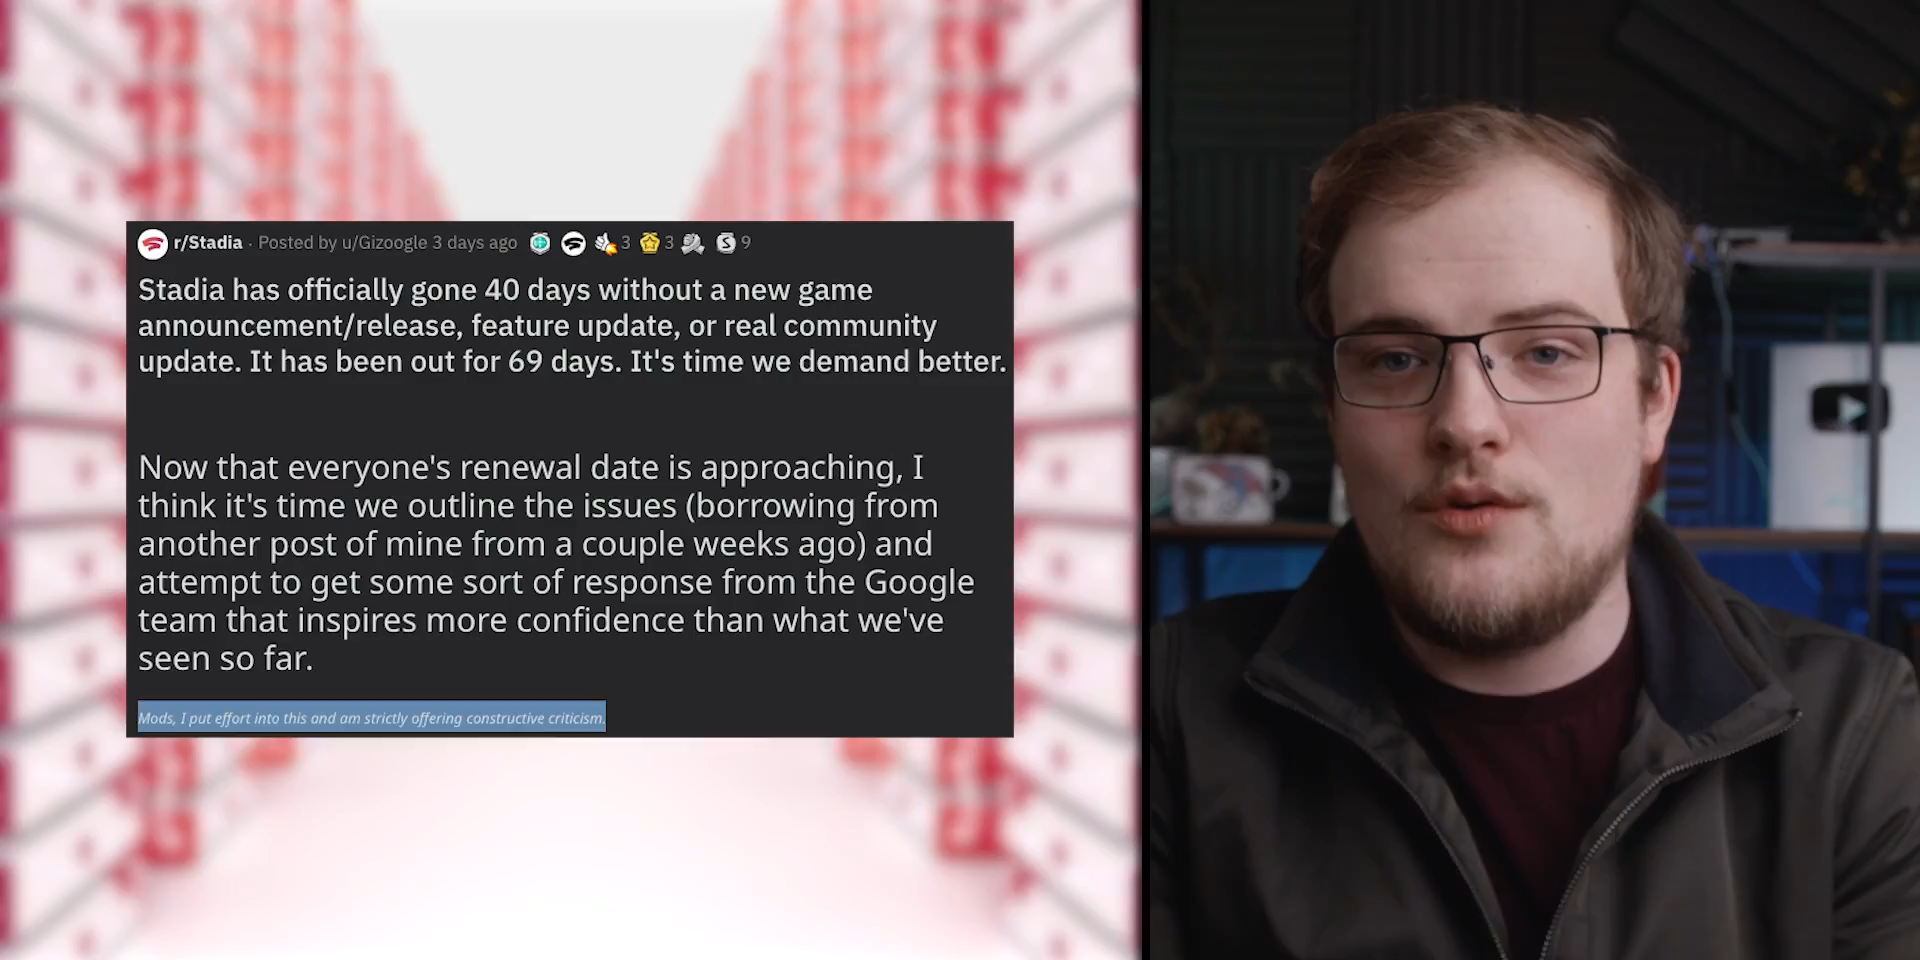 r/Stadia · Posted by u/Gizoogle 3 days ago 3 3 9
Stadia has officially gone 40 days without a new game
announcement/release, feature update, or real community
update. It has been out for 69 days. It's time we demand better.
Now that everyone's renewal date is approaching, I
think it's time we outline the issues (borrowing from
another post of mine from a couple weeks ago) and
attempt to get some sort of response from the Google
team that inspires more confidence than what we've
seen so far.
Mods, I put effort into this and am strictly offering constructive criticism.